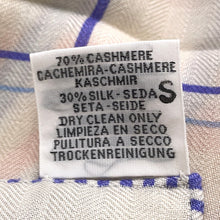 70% CASHMERE
CACHEMIRA-CASHMERE
KASCHMIR
30% SILK-SEDA S
SETA-SEIDE
DRY CLEAN ONLY
LIMPIEZA EN SECO
PULITURA A SECCO
TROCKENREINIGUNG